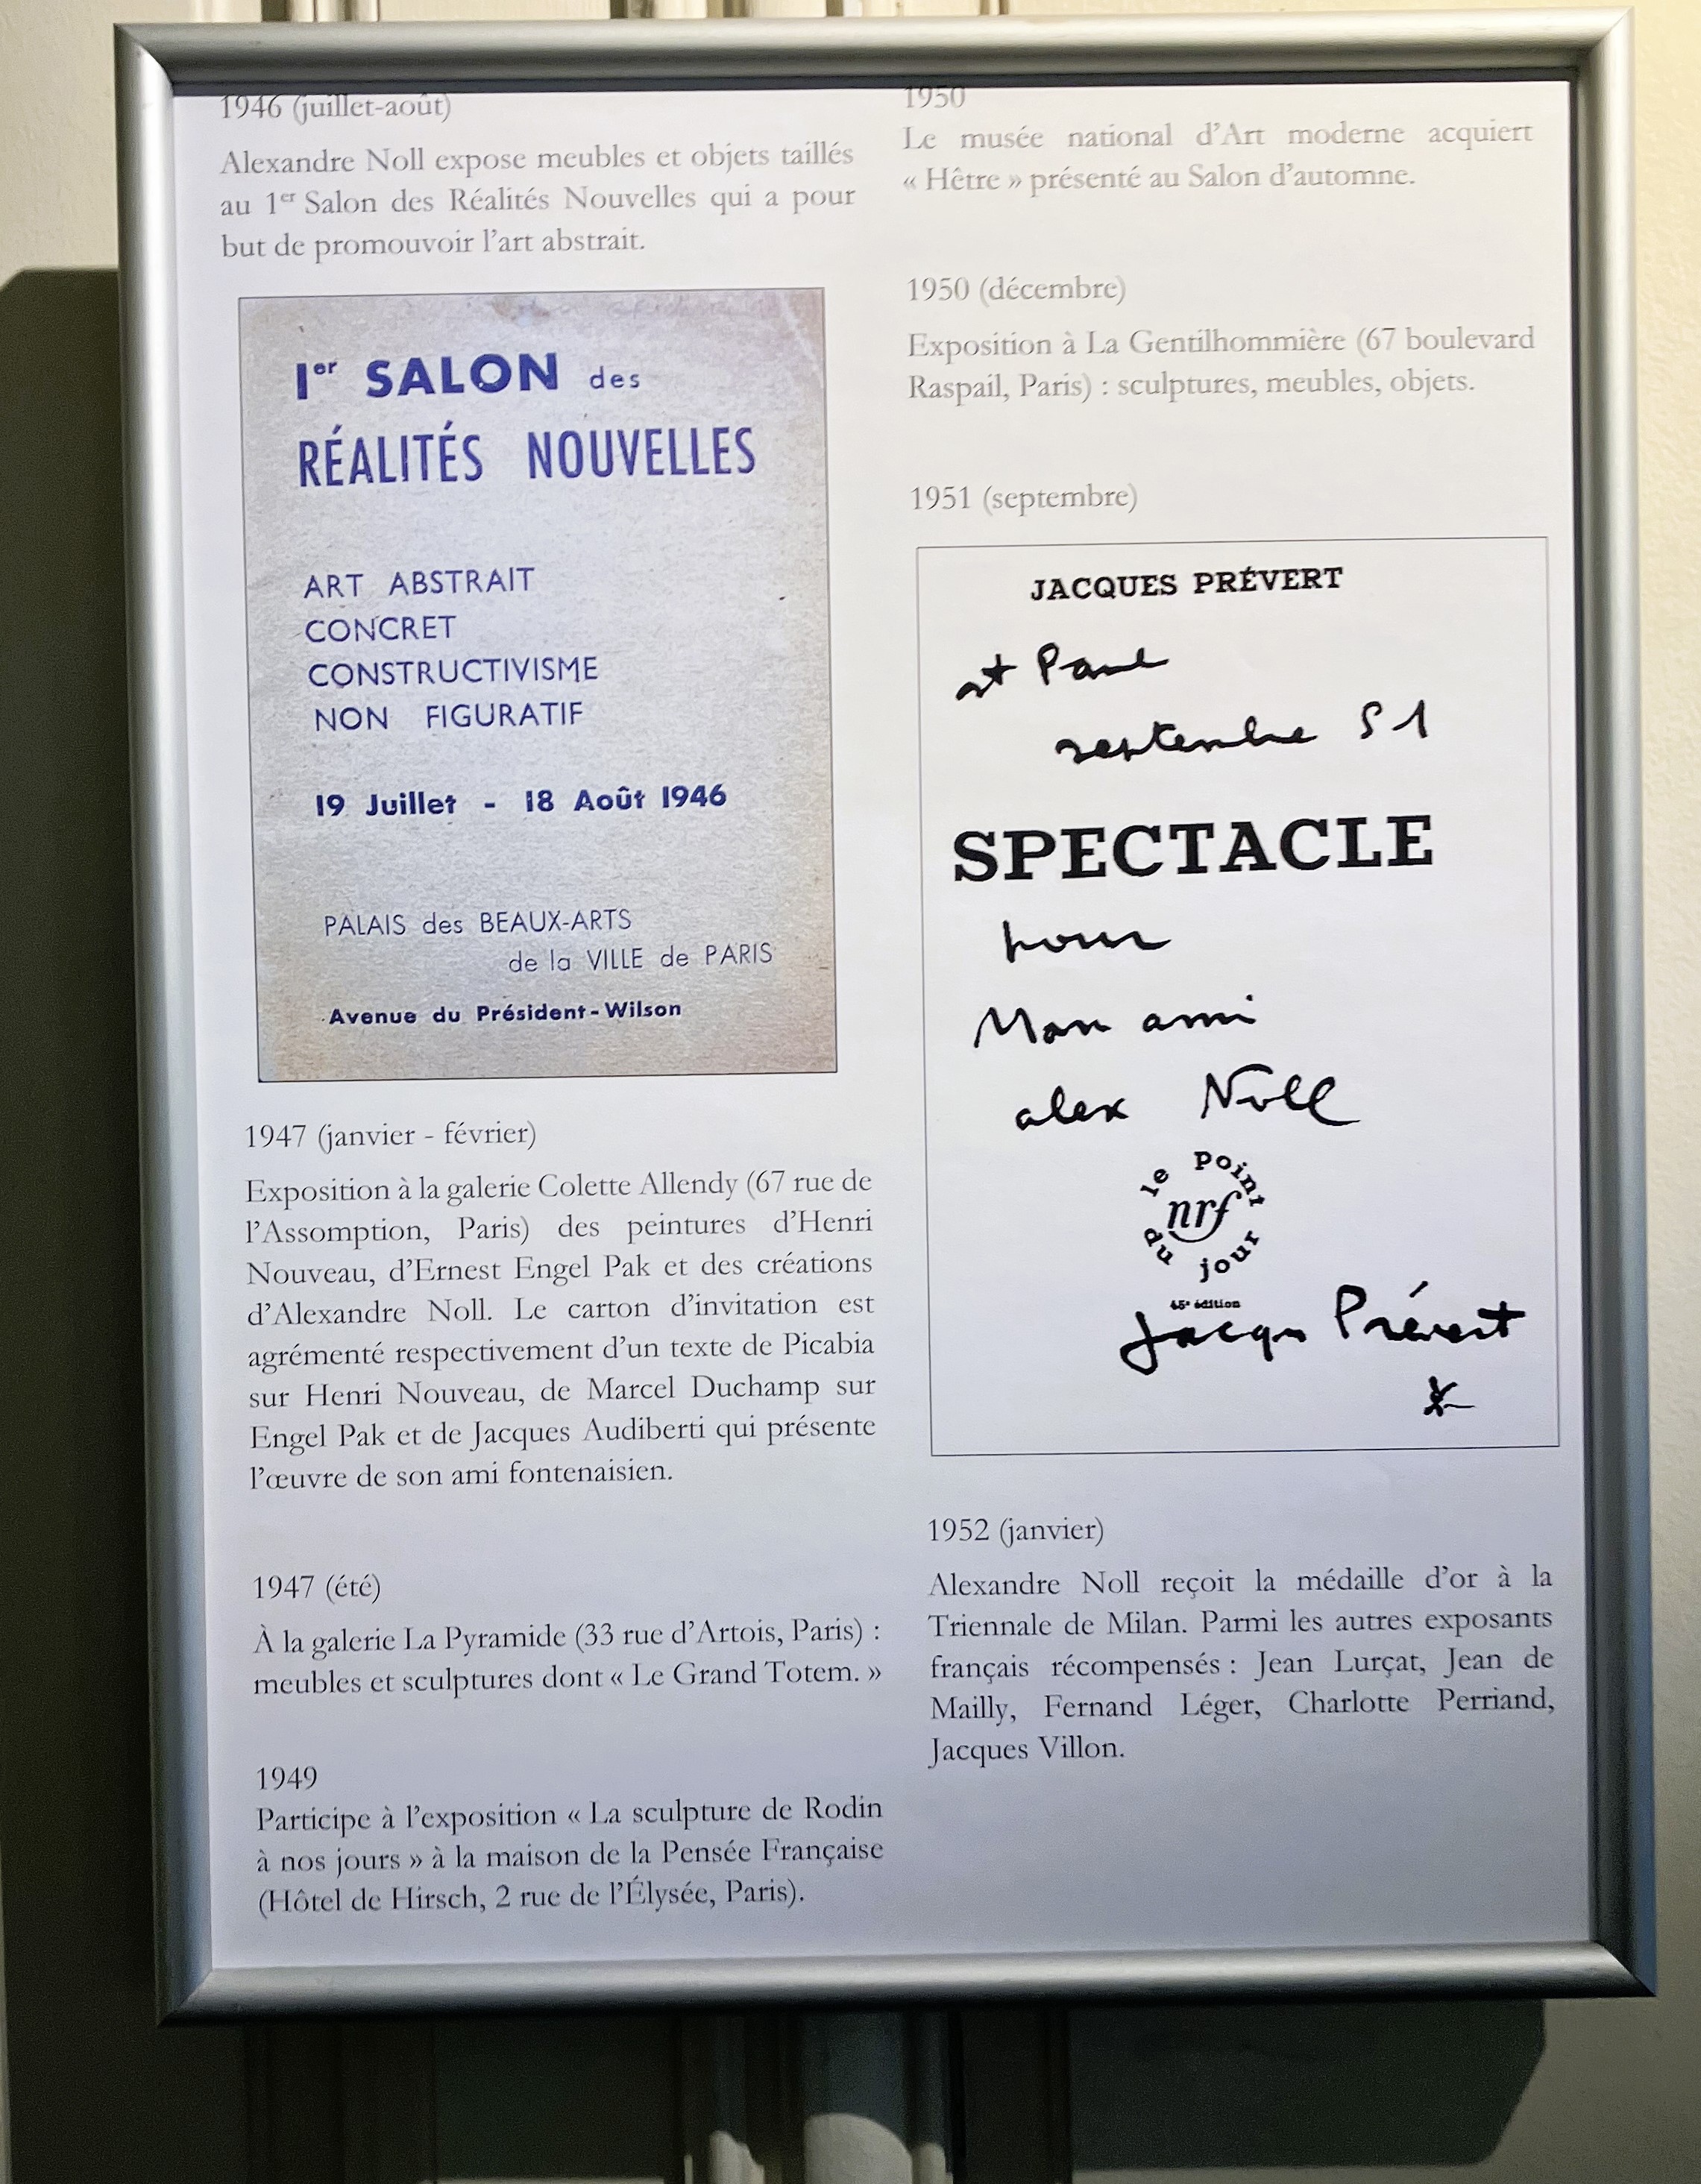 1946 (juillet-août)
Alexandre Noll expose meubles et objets taillés
au 1er Salon des Réalités Nouvelles qui a pour
but de promouvoir l'art abstrait.
1er SALON des
RÉALITÉS NOUVELLES
ART ABSTRAIT
CONCRET
CONSTRUCTIVISME
NON FIGURATIF
19 Juillet - 18 Août 1946
PALAIS des BEAUX-ARTS
de la VILLE de PARIS
Avenue du Président-Wilson
1947 (janvier - février)
Exposition à la galerie Colette Allendy (67 rue de
l'Assomption, Paris) des peintures d'Henri
Nouveau, d'Ernest Engel Pak et des créations
d'Alexandre Noll. Le carton d'invitation est
agrémenté respectivement d'un texte de Picabia
sur Henri Nouveau, de Marcel Duchamp sur
Engel Pak et de Jacques Audiberti qui présente
l'œuvre de son ami fontenaisien.
1947 (été)
À la galerie La Pyramide (33 rue d'Artois, Paris) :
meubles et sculptures dont « Le Grand Totem. »
1949
Participe à l'exposition « La sculpture de Rodin
à nos jours » à la maison de la Pensée Française
(Hôtel de Hirsch, 2 rue de l'Élysée, Paris).
1950
Le musée national d'Art moderne acquiert
« Hêtre » présenté au Salon d'automne.
1950 (décembre)
Exposition à La Gentilhommière (67 boulevard
Raspail, Paris) : sculptures, meubles, objets.
1951 (septembre)
JACQUES PRÉVERT
st Paul
septembre 51
SPECTACLE
pour
Mon ami
alex Noll
le Point du jour
nrf
45e édition
Jacques Prévert
1952 (janvier)
Alexandre Noll reçoit la médaille d'or à la
Triennale de Milan. Parmi les autres exposants
français récompensés : Jean Lurçat, Jean de
Mailly, Fernand Léger, Charlotte Perriand,
Jacques Villon.